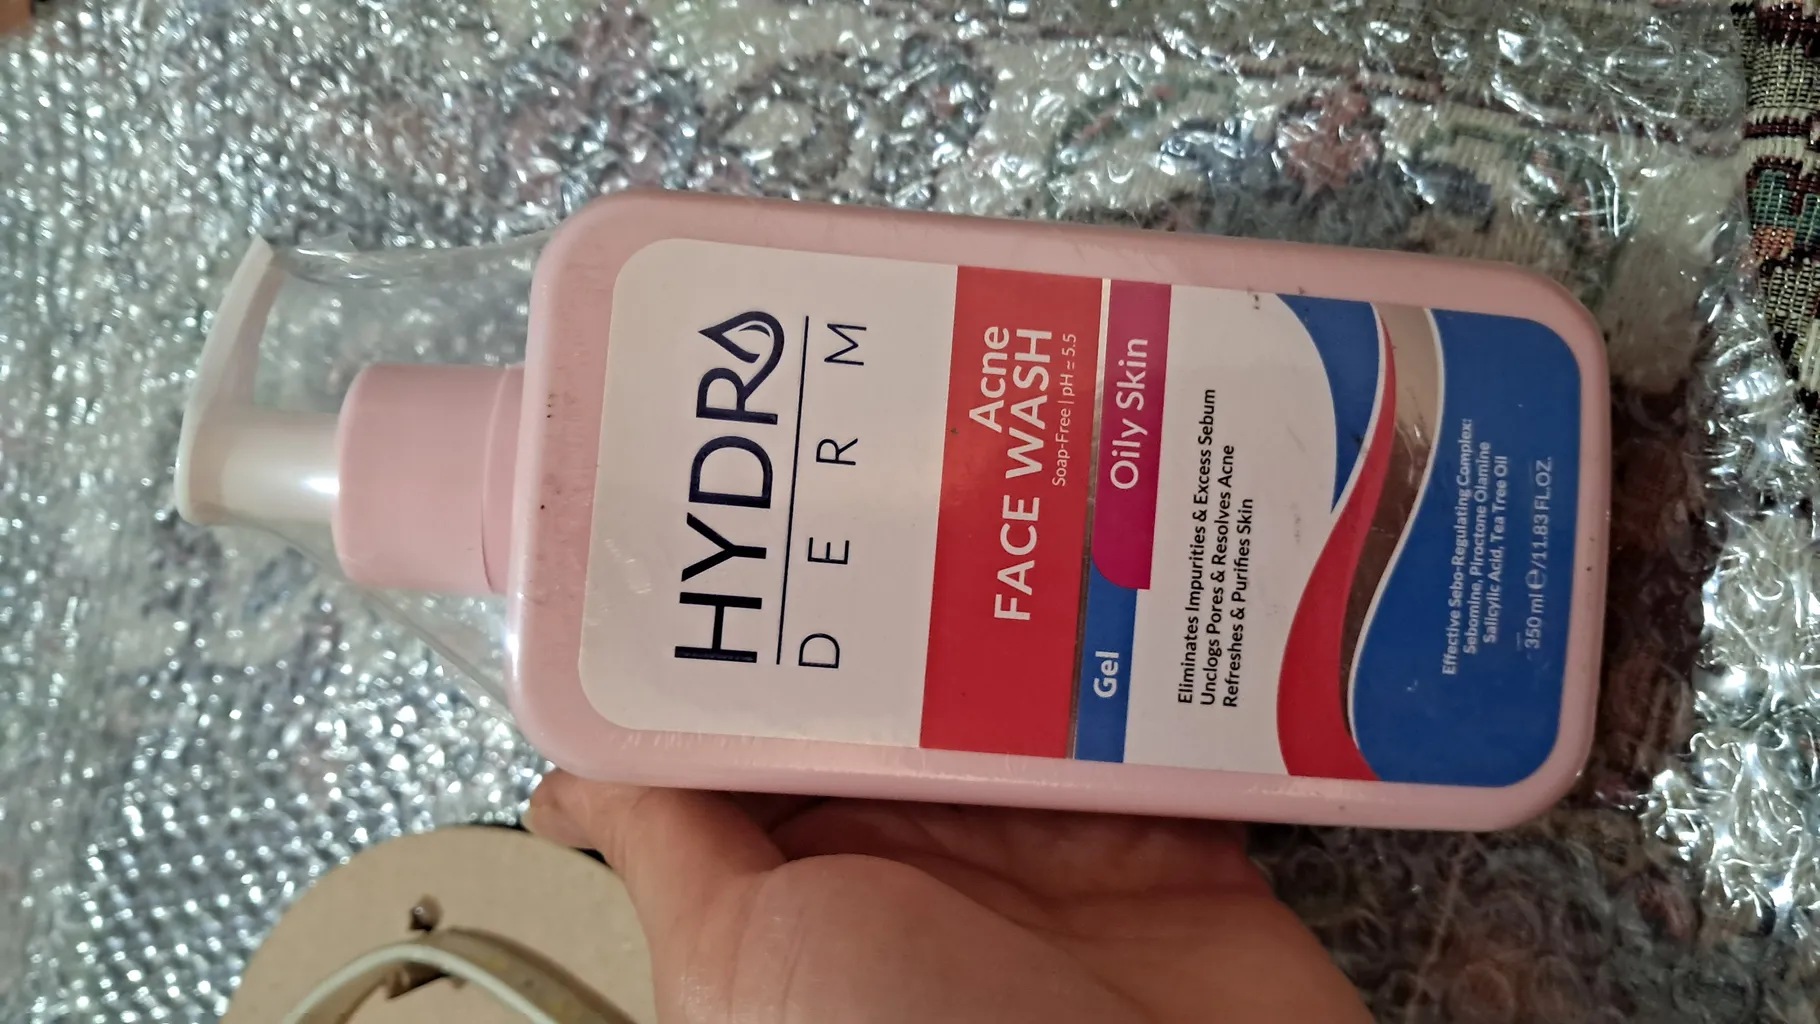 HYDRA
DERM
Acne
FACE WASH
Soap-Free | pH = 5.5
Gel
Oily Skin
Eliminates Impurities & Excess Sebum
Unclogs Pores & Resolves Acne
Refreshes & Purifies Skin
Effective Sebo-Regulating Complex:
Sebomine, Piroctone Olamine
Salicylic Acid, Tea Tree Oil
350 ml ℮ / 11.83 FL.OZ.